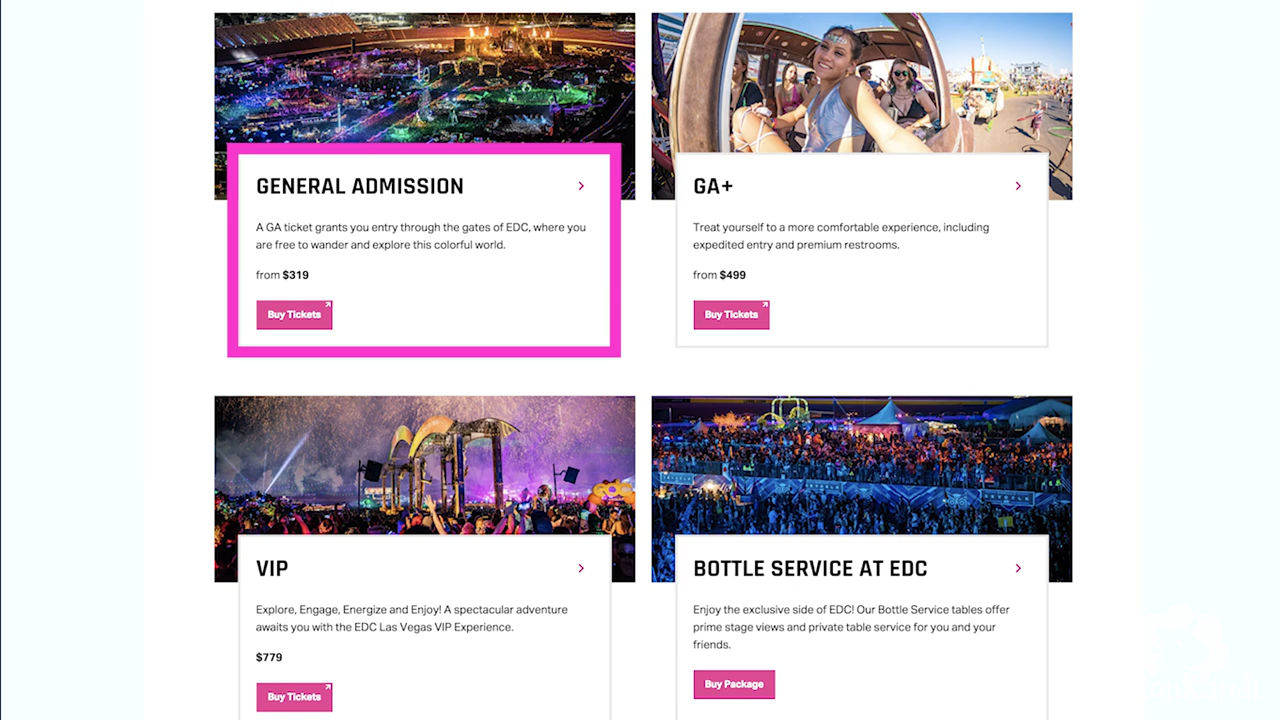 GENERAL ADMISSION
A GA ticket grants you entry through the gates of EDC, where you
are free to wander and explore this colorful world.
from $319
Buy Tickets
GA+
Treat yourself to a more comfortable experience, including
expedited entry and premium restrooms.
from $499
Buy Tickets
VIP
Explore, Engage, Energize and Enjoy! A spectacular adventure
awaits you with the EDC Las Vegas VIP Experience.
$779
Buy Tickets
BOTTLE SERVICE AT EDC
Enjoy the exclusive side of EDC! Our Bottle Service tables offer
prime stage views and private table service for you and your
friends.
Buy Package